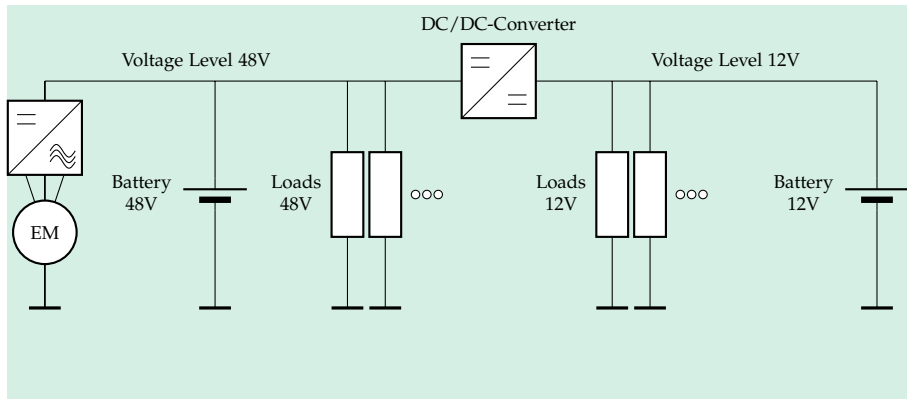 DC/DC-Converter
Voltage Level 48V
Voltage Level 12V
Battery
48V
Loads
48V
Loads
12V
Battery
12V
EM